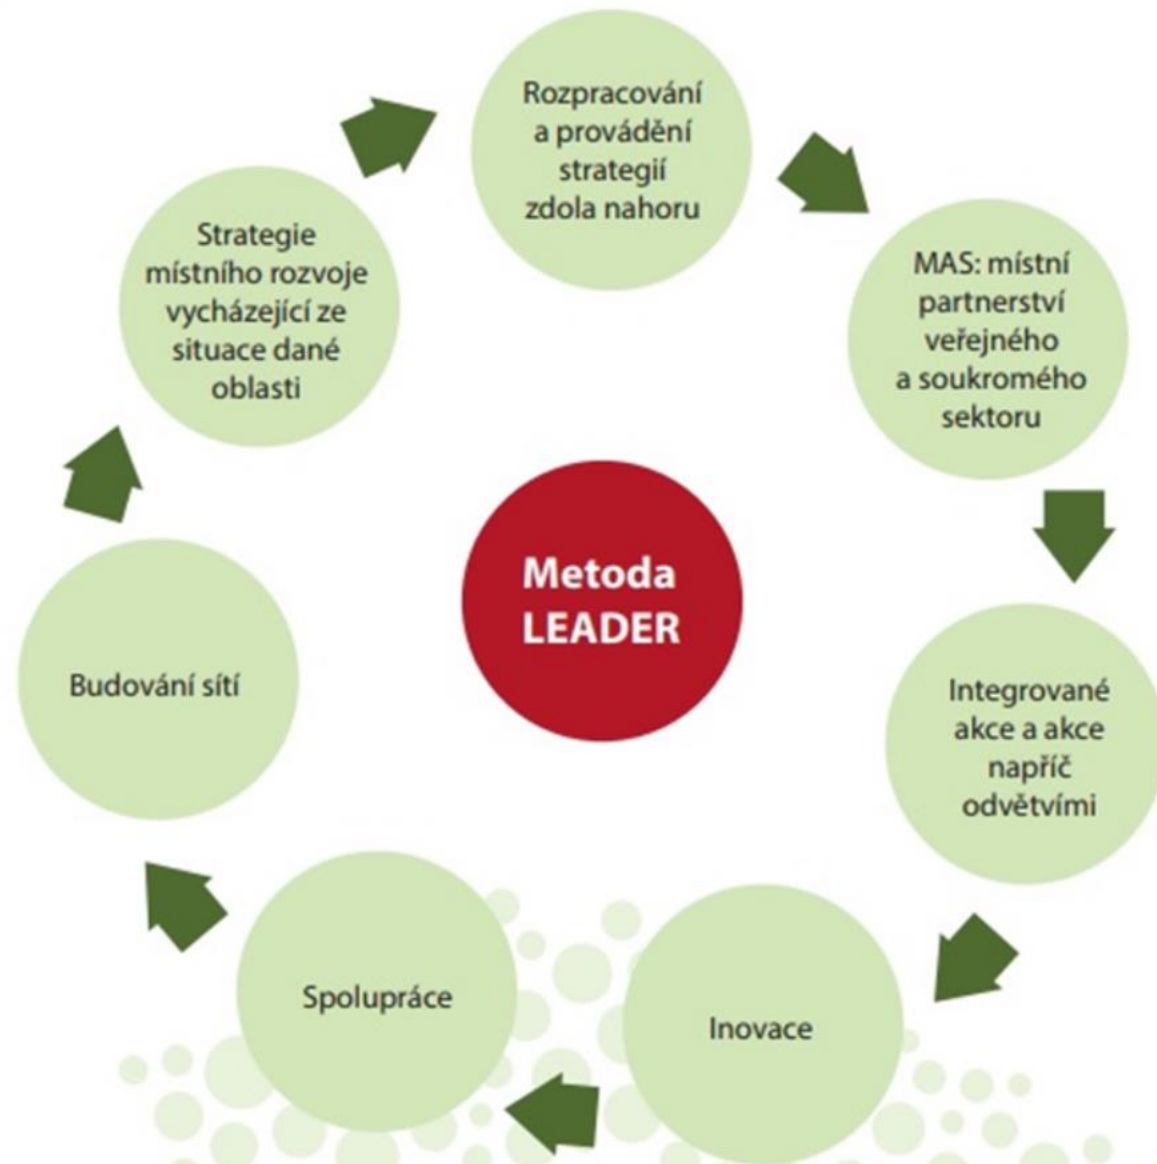 Rozpracování
a provádění
strategií
zdola nahoru
MAS: místní
partnerství
veřejného
a soukromého
sektoru
Integrované
akce a akce
napříč
odvětvími
Inovace
Spolupráce
Budování sítí
Strategie
místního rozvoje
vycházející ze
situace dané
oblasti
Metoda
LEADER